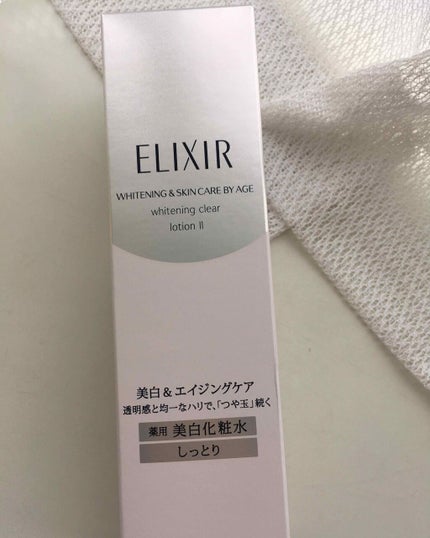 ELIXIR
WHITENING & SKIN CARE BY AGE
whitening clear
lotion II
美白&エイジングケア
透明感と均一なハリで、「つや玉」続く
薬用 美白化粧水
しっとり